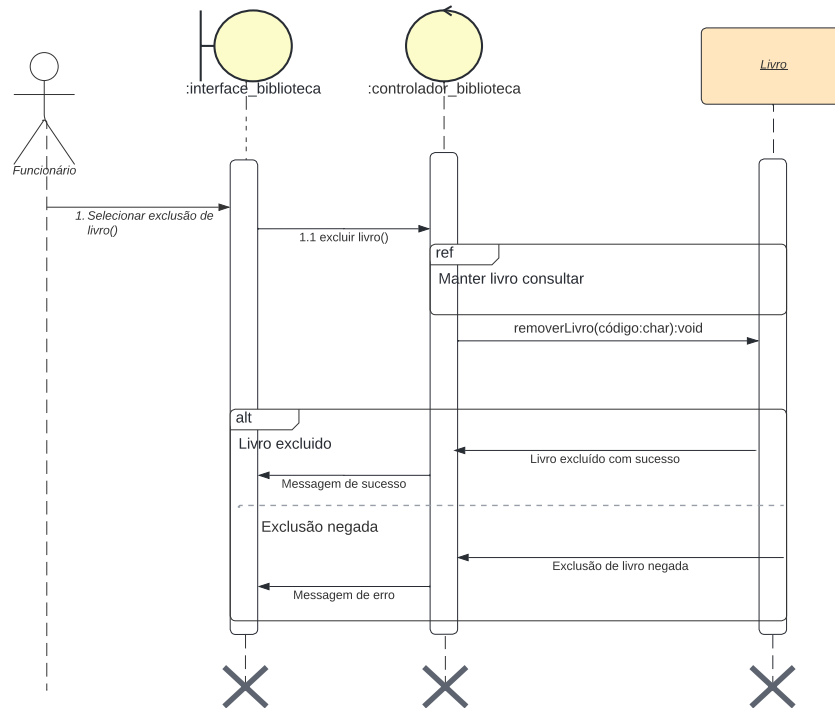 Livro
:interface_biblioteca
:controlador_biblioteca
Funcionário
1. Selecionar exclusão de
livro()
1.1 excluir livro()
ref
Manter livro consultar
removerLivro(código:char):void
alt
Livro excluido
Livro excluído com sucesso
Messagem de sucesso
Exclusão negada
Exclusão de livro negada
Messagem de erro